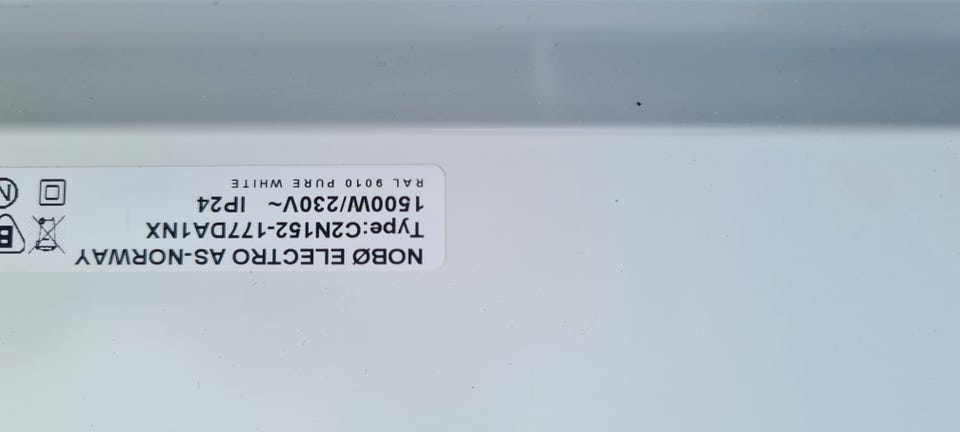 NOBØ ELECTRO AS-NORWAY
Type:C2N152-177DA1NX
1500W/230V~ IP24
RAL 9010 PURE WHITE
B
N